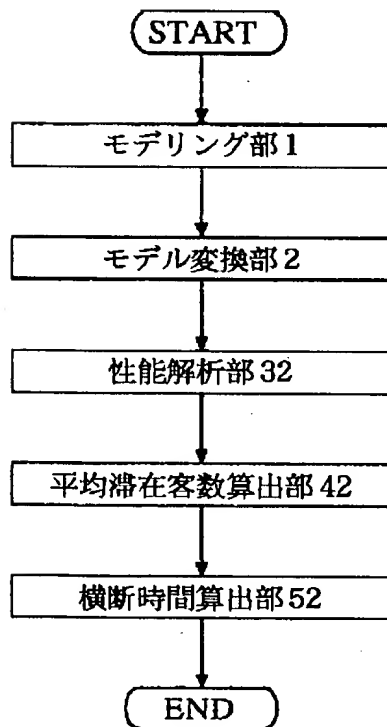 START
モデリング部1
モデル変換部2
性能解析部32
平均滞在客数算出部42
横断時間算出部52
END